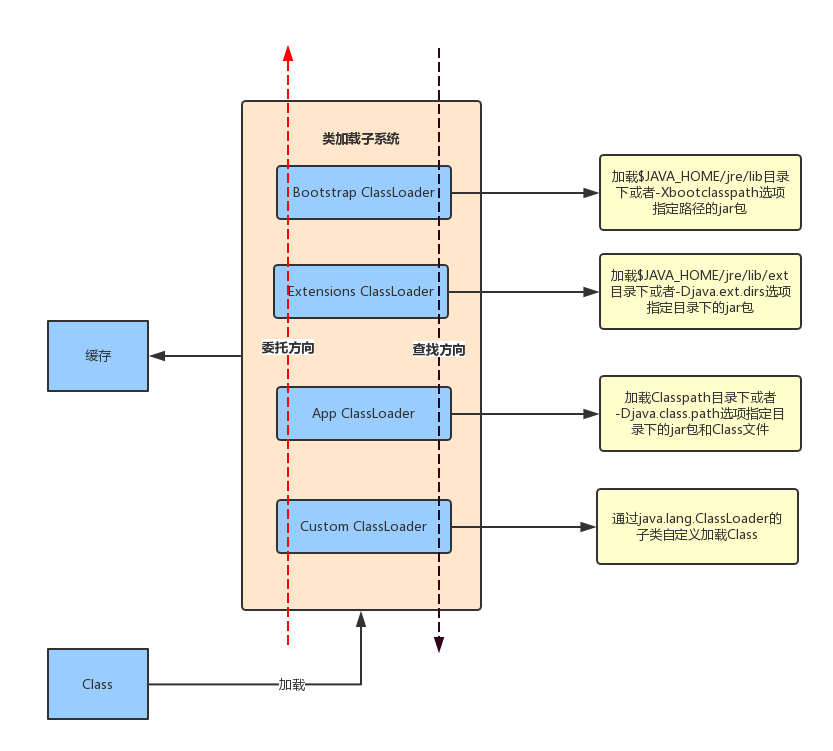 类加载子系统
Bootstrap ClassLoader
加载$JAVA_HOME/jre/lib目录
下或者-Xbootclasspath选项
指定路径的jar包
Extensions ClassLoader
加载$JAVA_HOME/jre/lib/ext
目录下或者-Djava.ext.dirs选项
指定目录下的jar包
委托方向
查找方向
缓存
App ClassLoader
加载Classpath目录下或者
-Djava.class.path选项指定目
录下的jar包和Class文件
Custom ClassLoader
通过java.lang.ClassLoader的
子类自定义加载Class
Class
加载